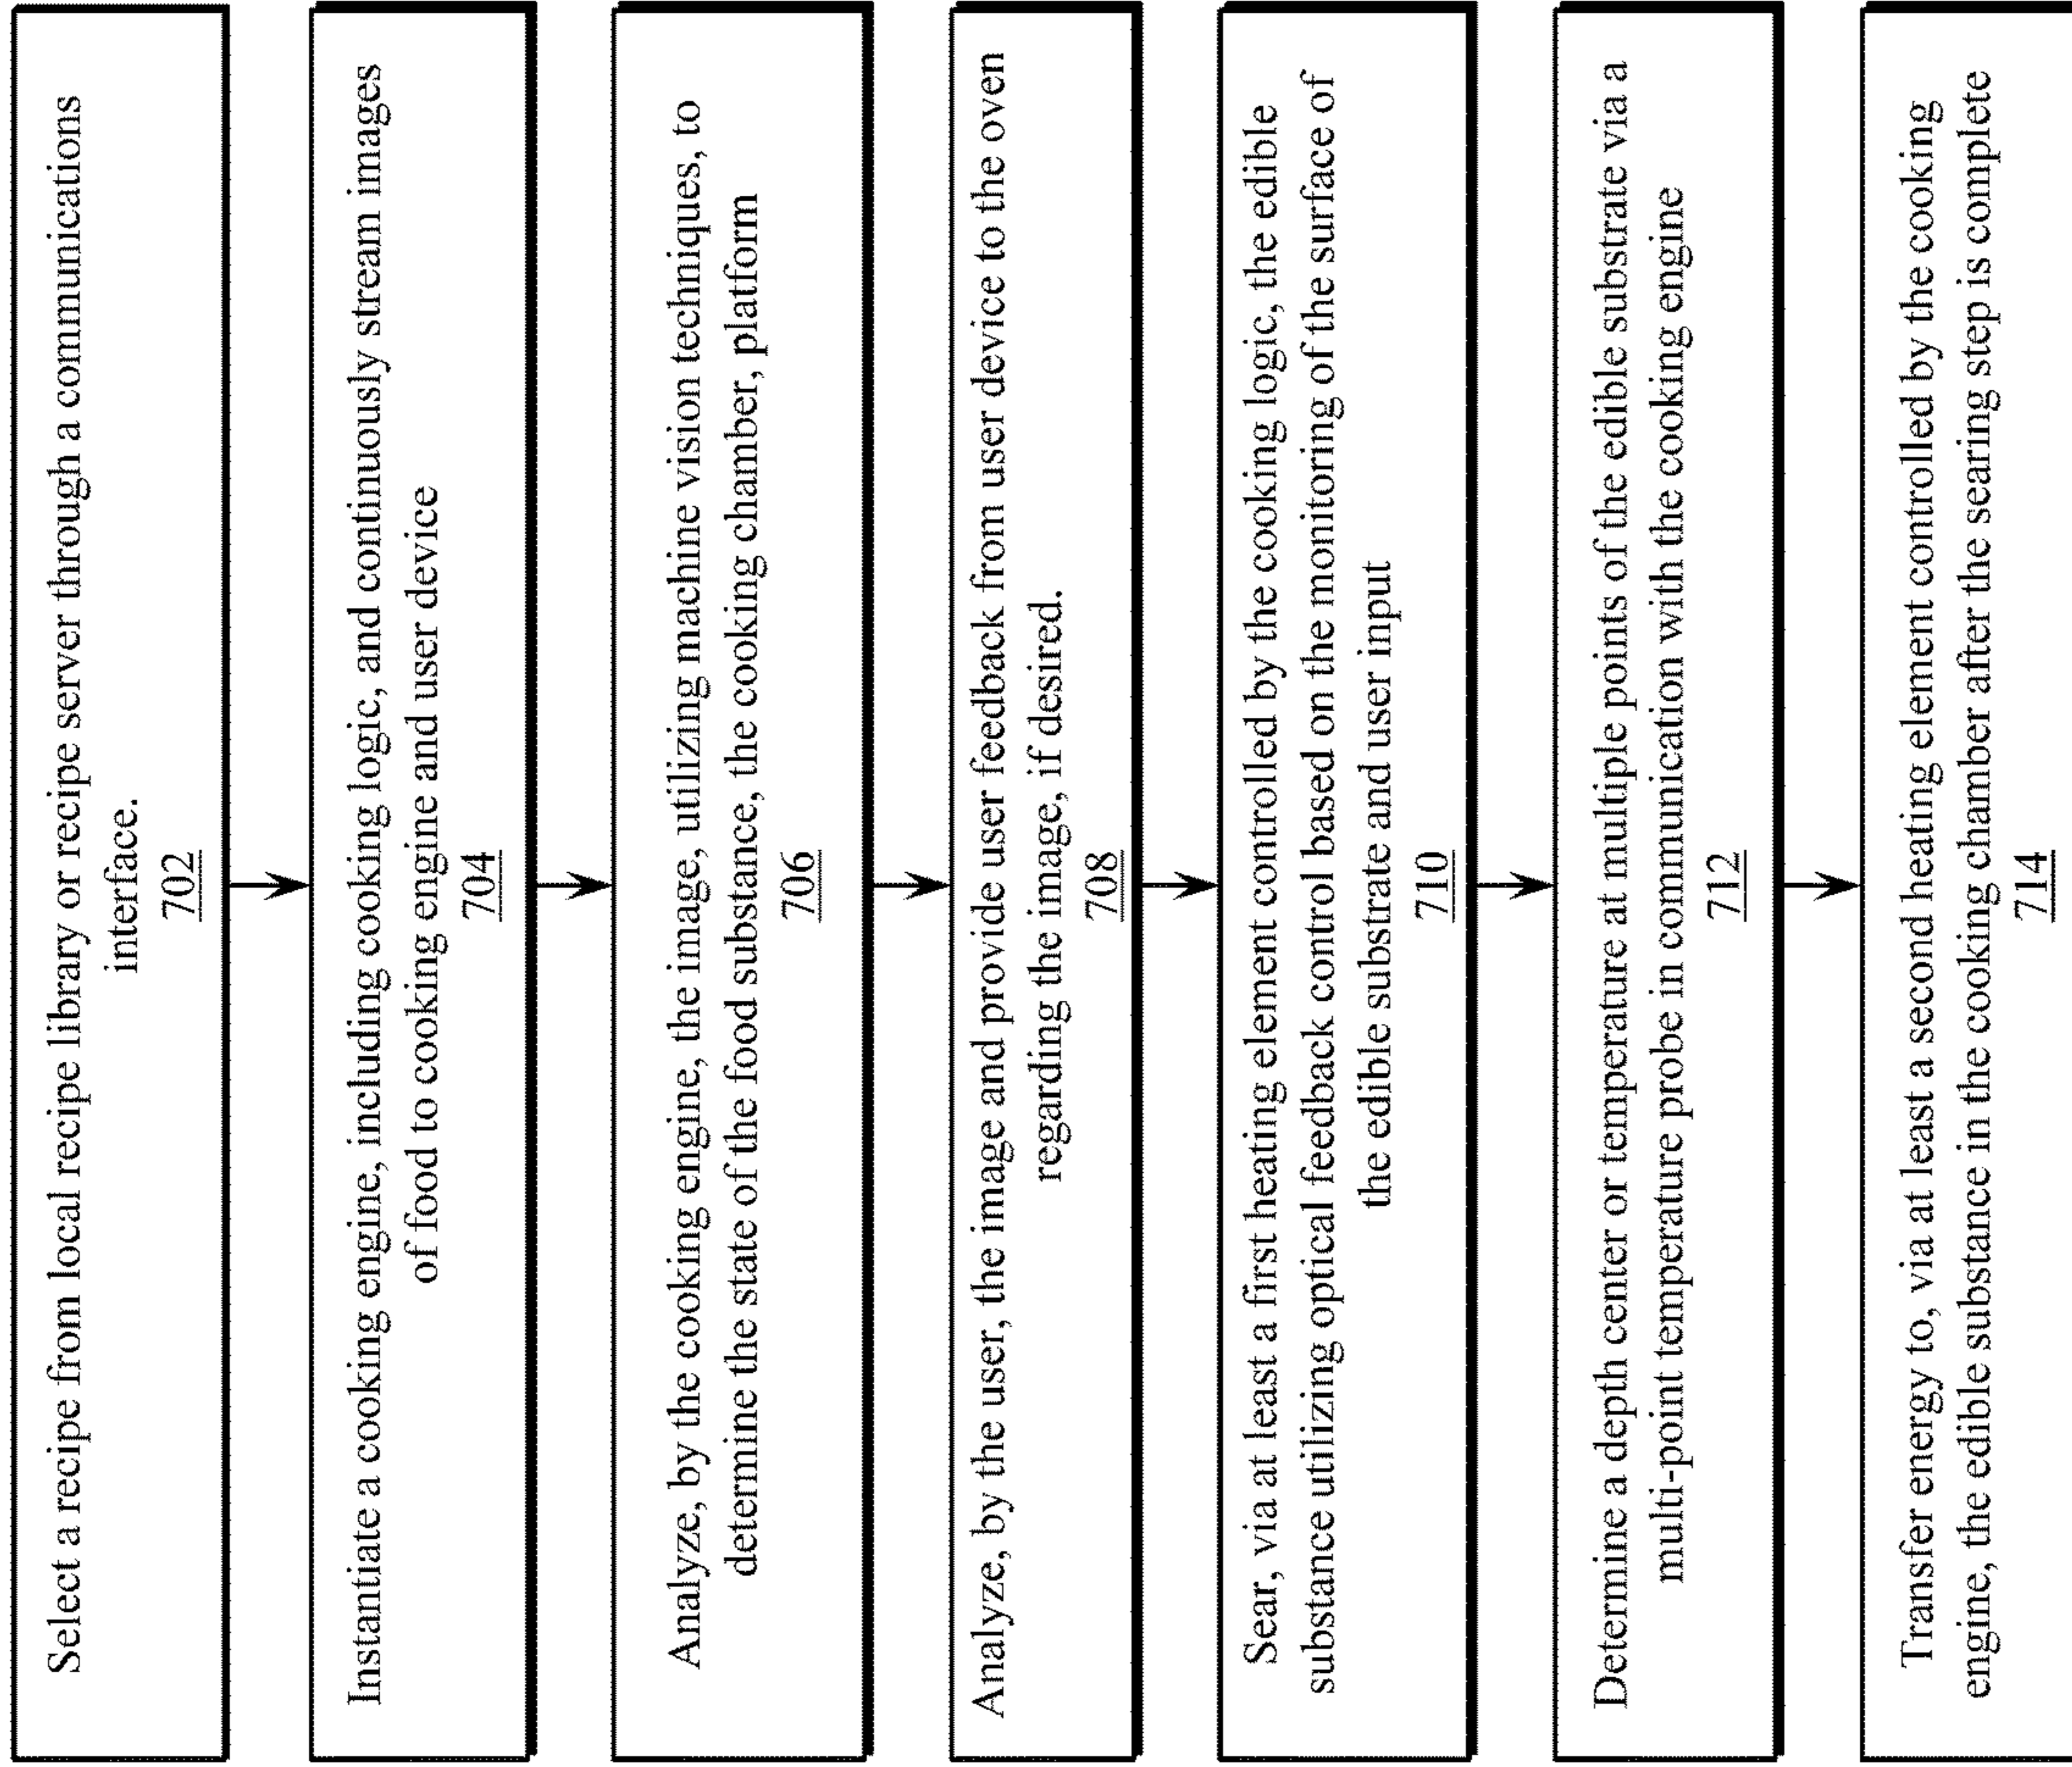 Select a recipe from local recipe library or recipe server through a communications
interface.
702
Instantiate a cooking engine, including cooking logic, and continuously stream images
of food to cooking engine and user device
704
Analyze, by the cooking engine, the image, utilizing machine vision techniques, to
determine the state of the food substance, the cooking chamber, platform
706
Analyze, by the user, the image and provide user feedback from user device to the oven
regarding the image, if desired.
708
Sear, via at least a first heating element controlled by the cooking logic, the edible
substance utilizing optical feedback control based on the monitoring of the surface of
the edible substrate and user input
710
Determine a depth center or temperature at multiple points of the edible substrate via a
multi-point temperature probe in communication with the cooking engine
712
Transfer energy to, via at least a second heating element controlled by the cooking
engine, the edible substance in the cooking chamber after the searing step is complete
714